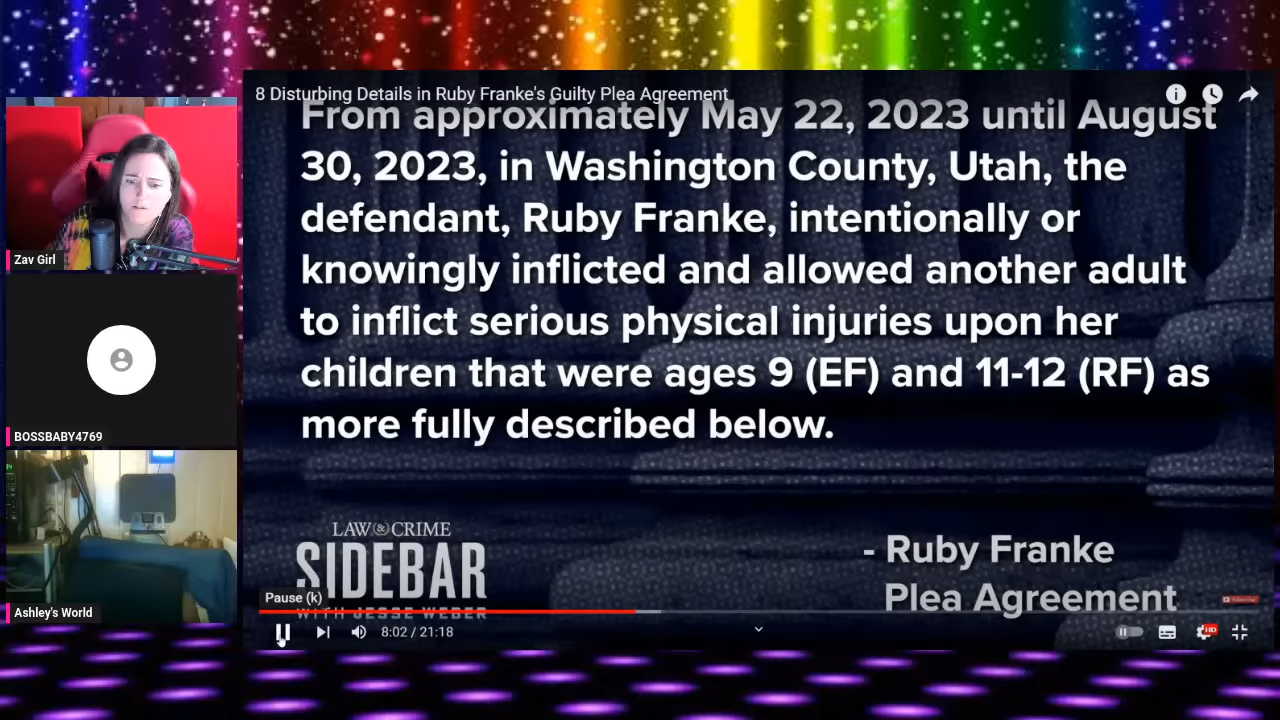 8 Disturbing Details in Ruby Franke's Guilty Plea Agreement
From approximately May 22, 2023 until August
30, 2023, in Washington County, Utah, the
defendant, Ruby Franke, intentionally or
knowingly inflicted and allowed another adult
to inflict serious physical injuries upon her
children that were ages 9 (EF) and 11-12 (RF) as
more fully described below.
Zav Girl
BOSSBABY4769
Ashley's World
LAW & CRIME
SIDEBAR
WITH JESSE WEBER
- Ruby Franke
Plea Agreement
Pause (k)
8:02 / 21:18
HD